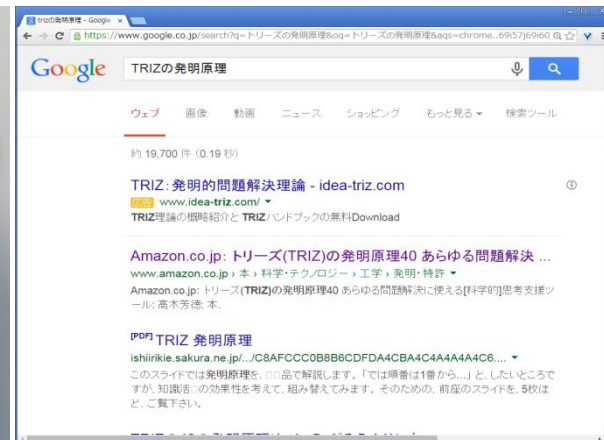 trizの発明原理 - Google
https://www.google.co.jp/search?q=トリーズの発明原理&oq=トリーズの発明原理&aqs=chrome..69i57j69i60
Google
TRIZの発明原理
ウェブ 画像 動画 ニュース ショッピング もっと見る 検索ツール
約 19,700 件 (0.19 秒)
TRIZ: 発明的問題解決理論 - idea-triz.com
広告 www.idea-triz.com/
TRIZ理論の概略紹介と TRIZハンドブックの無料Download
Amazon.co.jp: トリーズ(TRIZ)の発明原理40 あらゆる問題解決 ...
www.amazon.co.jp › 本 › 科学・テクノロジー › 工学 › 発明・特許
Amazon.co.jp: トリーズ(TRIZ)の発明原理40 あらゆる問題解決に使える[科学的]思考支援ツ
ール: 高木芳徳: 本.
[PDF] TRIZ 発明原理
ishiirikie.sakura.ne.jp/.../C8AFCCC0B8B6CDFDA4CBA4C4A4A4A4C6....
このスライドでは発明原理を、□□品で解説します。「では順番は1番から…」と、したいところで
すが、知識活□の効果性を考えて、組み替えてみます。そのための、前座のスライドを、5枚ほ
ど、ご覧下さい。